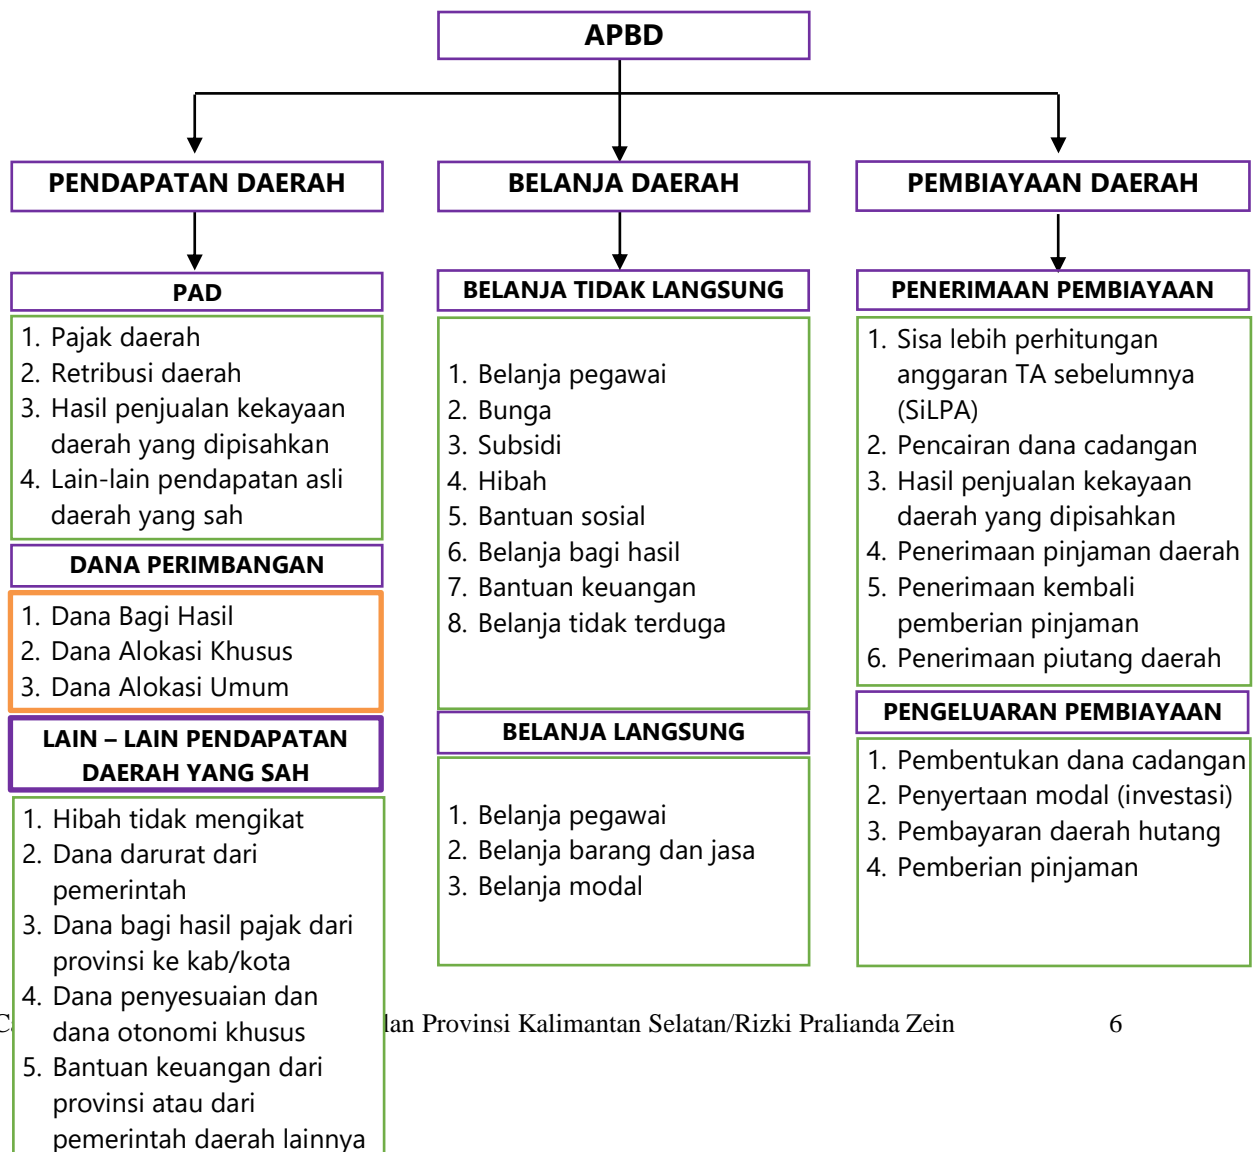 APBD
PENDAPATAN DAERAH
PAD
1. Pajak daerah
2. Retribusi daerah
3. Hasil penjualan kekayaan
daerah yang dipisahkan
4. Lain-lain pendapatan asli
daerah yang sah
DANA PERIMBANGAN
1. Dana Bagi Hasil
2. Dana Alokasi Khusus
3. Dana Alokasi Umum
LAIN – LAIN PENDAPATAN
DAERAH YANG SAH
1. Hibah tidak mengikat
2. Dana darurat dari
pemerintah
3. Dana bagi hasil pajak dari
provinsi ke kab/kota
4. Dana penyesuaian dan
dana otonomi khusus
5. Bantuan keuangan dari
provinsi atau dari
pemerintah daerah lainnya
BELANJA DAERAH
BELANJA TIDAK LANGSUNG
1. Belanja pegawai
2. Bunga
3. Subsidi
4. Hibah
5. Bantuan sosial
6. Belanja bagi hasil
7. Bantuan keuangan
8. Belanja tidak terduga
BELANJA LANGSUNG
1. Belanja pegawai
2. Belanja barang dan jasa
3. Belanja modal
PEMBIAYAAN DAERAH
PENERIMAAN PEMBIAYAAN
1. Sisa lebih perhitungan
anggaran TA sebelumnya
(SiLPA)
2. Pencairan dana cadangan
3. Hasil penjualan kekayaan
daerah yang dipisahkan
4. Penerimaan pinjaman daerah
5. Penerimaan kembali
pemberian pinjaman
6. Penerimaan piutang daerah
PENGELUARAN PEMBIAYAAN
1. Pembentukan dana cadangan
2. Penyertaan modal (investasi)
3. Pembayaran daerah hutang
4. Pemberian pinjaman
Provinsi Kalimantan Selatan/Rizki Pralianda Zein 6